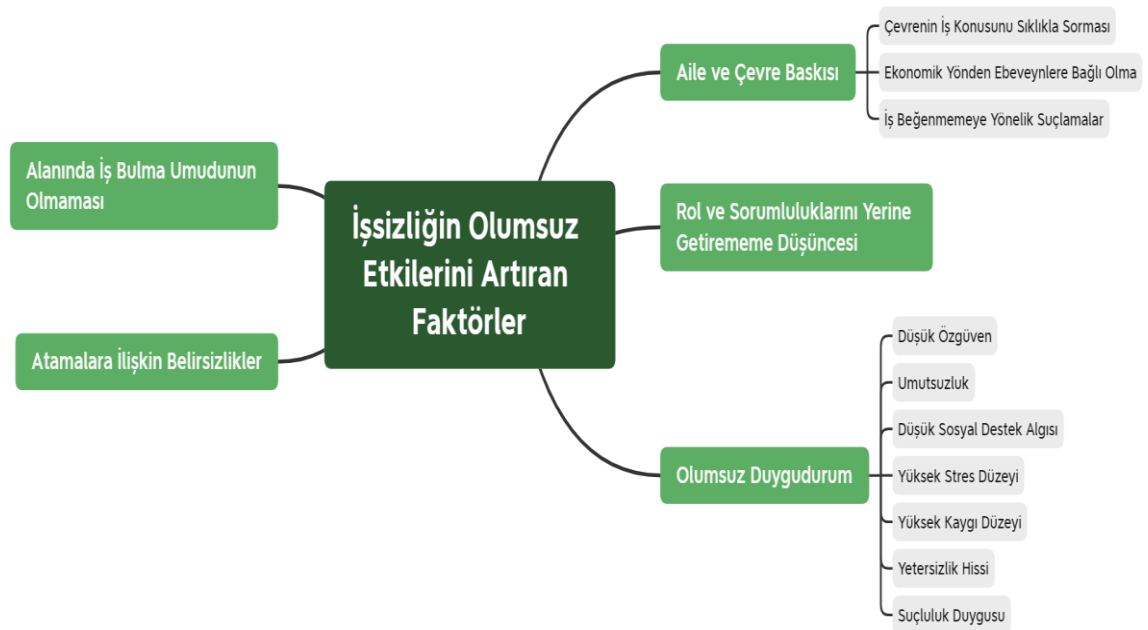 İşsizliğin Olumsuz
Etkilerini Artıran
Faktörler
Aile ve Çevre Baskısı
Çevrenin İş Konusunu Sıklıkla Sorması
Ekonomik Yönden Ebeveynlere Bağlı Olma
İş Beğenmemeye Yönelik Suçlamalar
Rol ve Sorumluluklarını Yerine
Getirememe Düşüncesi
Olumsuz Duygudurum
Düşük Özgüven
Umutsuzluk
Düşük Sosyal Destek Algısı
Yüksek Stres Düzeyi
Yüksek Kaygı Düzeyi
Yetersizlik Hissi
Suçluluk Duygusu
Alanında İş Bulma Umudunun
Olmaması
Atamalara İlişkin Belirsizlikler